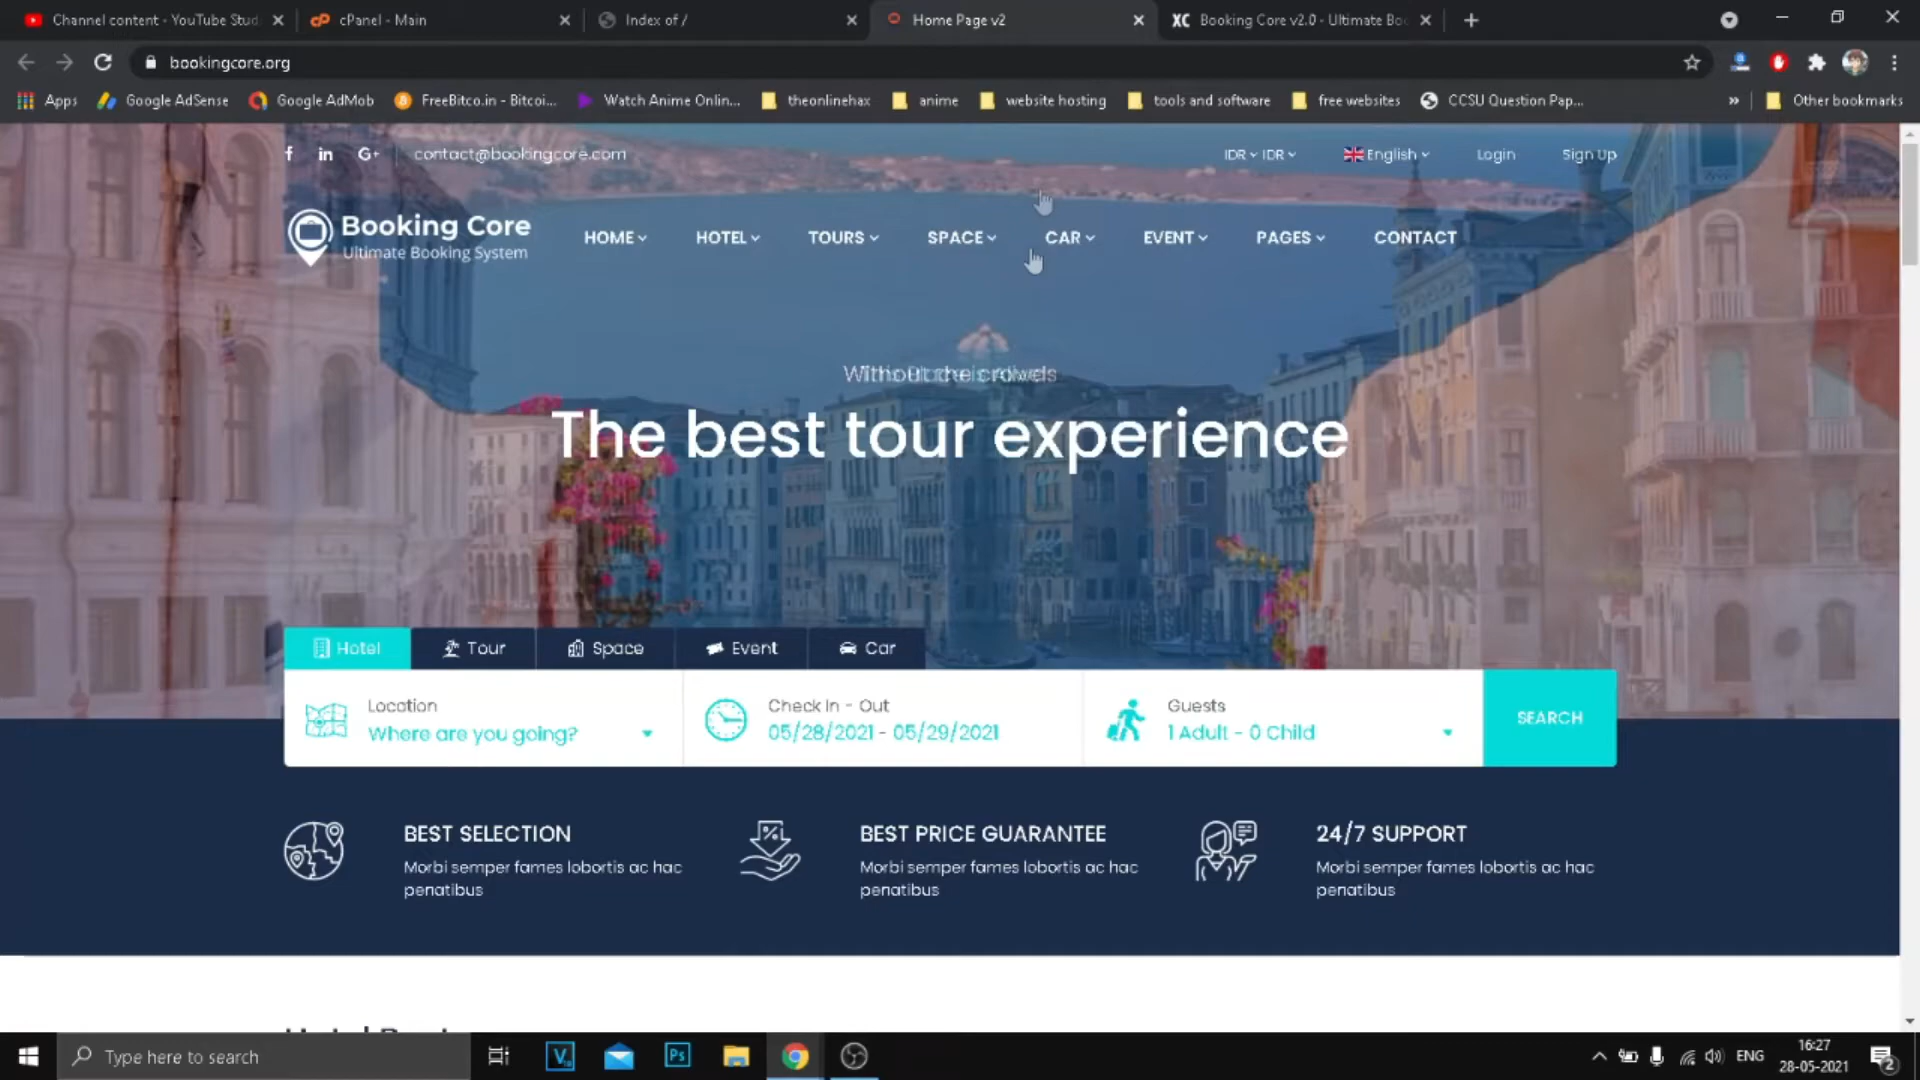 Channel content - YouTube Stud
cPanel - Main
Index of /
Home Page v2
XC Booking Core v2.0 - Ultimate Boo
bookingcore.org
Apps
Google AdSense
Google AdMob
FreeBitco.in - Bitcoi...
Watch Anime Onlin...
theonlinehax
anime
website hosting
tools and software
free websites
CCSU Question Pap...
Other bookmarks
contact@bookingcore.com
IDR IDR
English
Login
Sign Up
Booking Core
Ultimate Booking System
HOME
HOTEL
TOURS
SPACE
CAR
EVENT
PAGES
CONTACT
Without the crowds
The best tour experience
Hotel
Tour
Space
Event
Car
Location
Where are you going?
Check In - Out
05/28/2021 - 05/29/2021
Guests
1 Adult - 0 Child
SEARCH
BEST SELECTION
Morbi semper fames lobortis ac hac
penatibus
BEST PRICE GUARANTEE
Morbi semper fames lobortis ac hac
penatibus
24/7 SUPPORT
Morbi semper fames lobortis ac hac
penatibus
Type here to search
ENG
16:27
28-05-2021
2